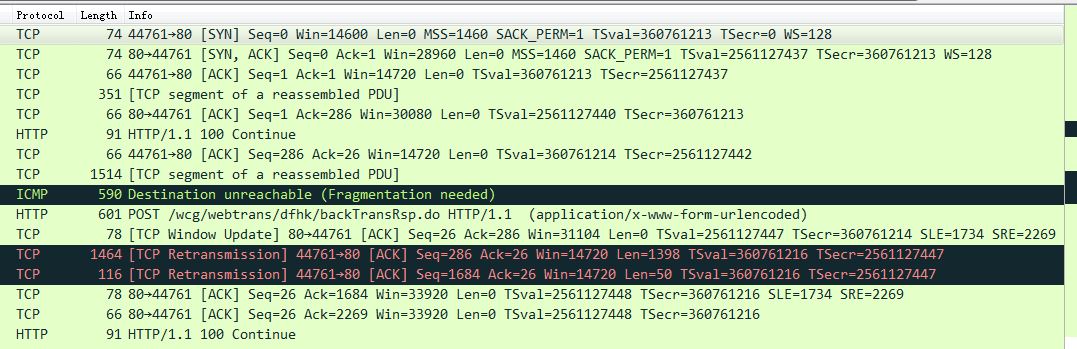 Protocol Length Info
TCP 74 44761→80 [SYN] Seq=0 Win=14600 Len=0 MSS=1460 SACK_PERM=1 TSval=360761213 TSecr=0 WS=128
TCP 74 80→44761 [SYN, ACK] Seq=0 Ack=1 Win=28960 Len=0 MSS=1460 SACK_PERM=1 TSval=2561127437 TSecr=360761213 WS=128
TCP 66 44761→80 [ACK] Seq=1 Ack=1 Win=14720 Len=0 TSval=360761213 TSecr=2561127437
TCP 351 [TCP segment of a reassembled PDU]
TCP 66 80→44761 [ACK] Seq=1 Ack=286 Win=30080 Len=0 TSval=2561127440 TSecr=360761213
HTTP 91 HTTP/1.1 100 Continue
TCP 66 44761→80 [ACK] Seq=286 Ack=26 Win=14720 Len=0 TSval=360761214 TSecr=2561127442
TCP 1514 [TCP segment of a reassembled PDU]
ICMP 590 Destination unreachable (Fragmentation needed)
HTTP 601 POST /wcg/webtrans/dfhk/backTransRsp.do HTTP/1.1 (application/x-www-form-urlencoded)
TCP 78 [TCP Window Update] 80→44761 [ACK] Seq=26 Ack=286 Win=31104 Len=0 TSval=2561127447 TSecr=360761214 SLE=1734 SRE=2269
TCP 1464 [TCP Retransmission] 44761→80 [ACK] Seq=286 Ack=26 Win=14720 Len=1398 TSval=360761216 TSecr=2561127447
TCP 116 [TCP Retransmission] 44761→80 [ACK] Seq=1684 Ack=26 Win=14720 Len=50 TSval=360761216 TSecr=2561127447
TCP 78 80→44761 [ACK] Seq=26 Ack=1684 Win=33920 Len=0 TSval=2561127448 TSecr=360761216 SLE=1734 SRE=2269
TCP 66 80→44761 [ACK] Seq=26 Ack=2269 Win=33920 Len=0 TSval=2561127448 TSecr=360761216
HTTP 91 HTTP/1.1 100 Continue